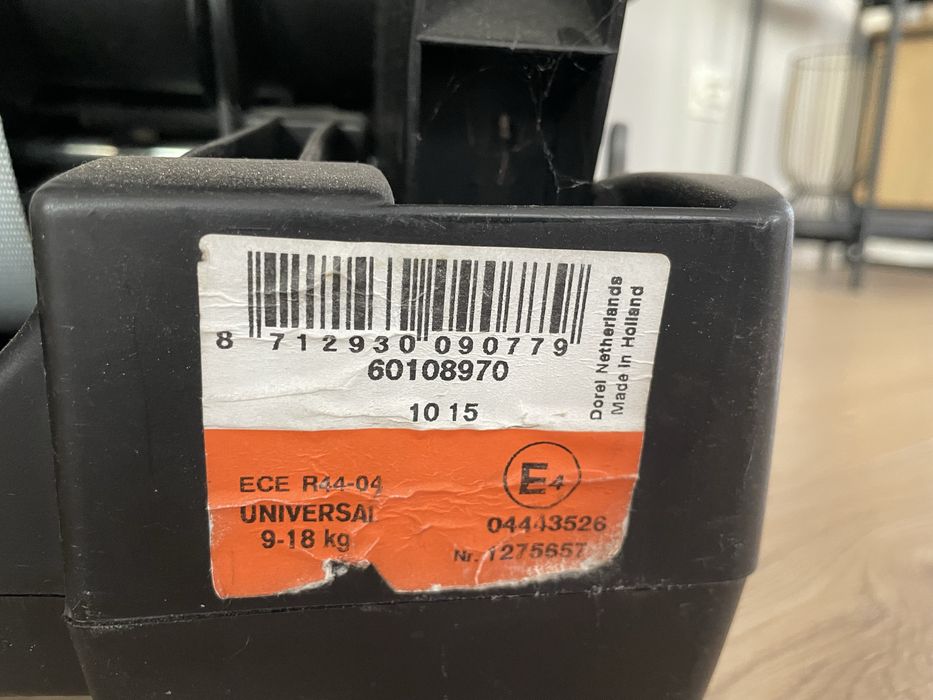 8 712930 090779
60108970
10 15
Dorel Netherlands
Made in Holland
ECE R44-04
UNIVERSAL
9-18 kg
E4
04443526
Nr. 1275657